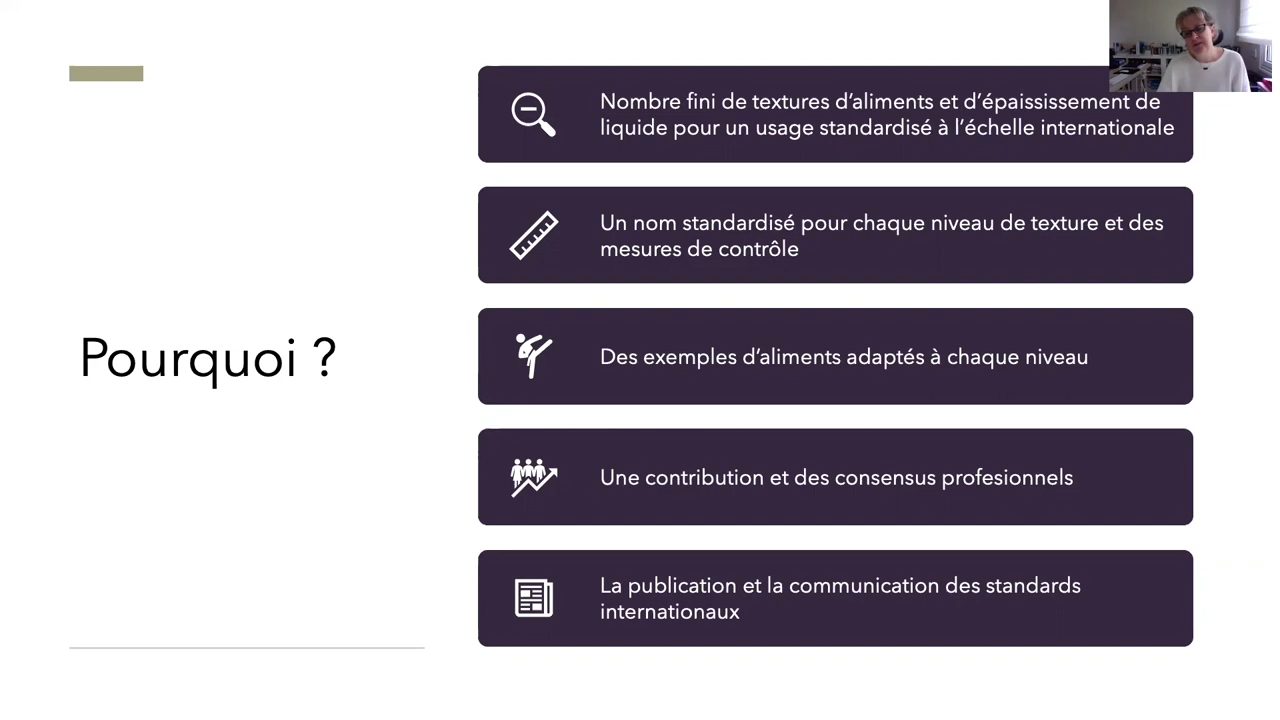 Pourquoi ?
Nombre fini de textures d’aliments et d’épaississement de
liquide pour un usage standardisé à l’échelle internationale
Un nom standardisé pour chaque niveau de texture et des
mesures de contrôle
Des exemples d’aliments adaptés à chaque niveau
Une contribution et des consensus profesionnels
La publication et la communication des standards
internationaux